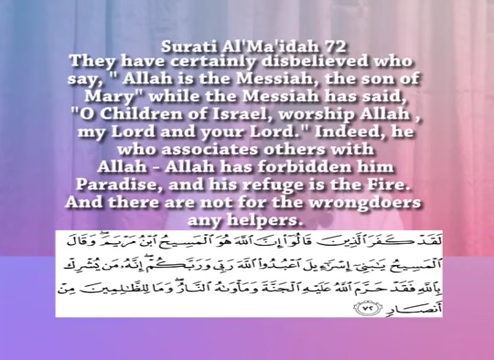 Surati Al'Ma'idah 72
They have certainly disbelieved who
say, " Allah is the Messiah, the son of
Mary" while the Messiah has said,
"O Children of Israel, worship Allah ,
my Lord and your Lord." Indeed, he
who associates others with
Allah - Allah has forbidden him
Paradise, and his refuge is the Fire.
And there are not for the wrongdoers
any helpers.
لَقَدْ كَفَرَ الَّذِينَ قَالُوا إِنَّ اللَّهَ هُوَ الْمَسِيحُ ابْنُ مَرْيَمَ ۖ وَقَالَ
الْمَسِيحُ يَبَنِي إِسْرَءِيلَ اعْبُدُوا اللَّهَ رَبِّي وَرَبَّكُمْ ۖ إِنَّهُ مَن يُشْرِكْ
بِاللَّهِ فَقَدْ حَرَّمَ اللَّهُ عَلَيْهِ الْجَنَّةَ وَمَأْوَىٰهُ النَّارُ ۖ وَمَا لِلظَّٰلِمِينَ مِنْ
أَنصَارٍ ﴿٧٢﴾